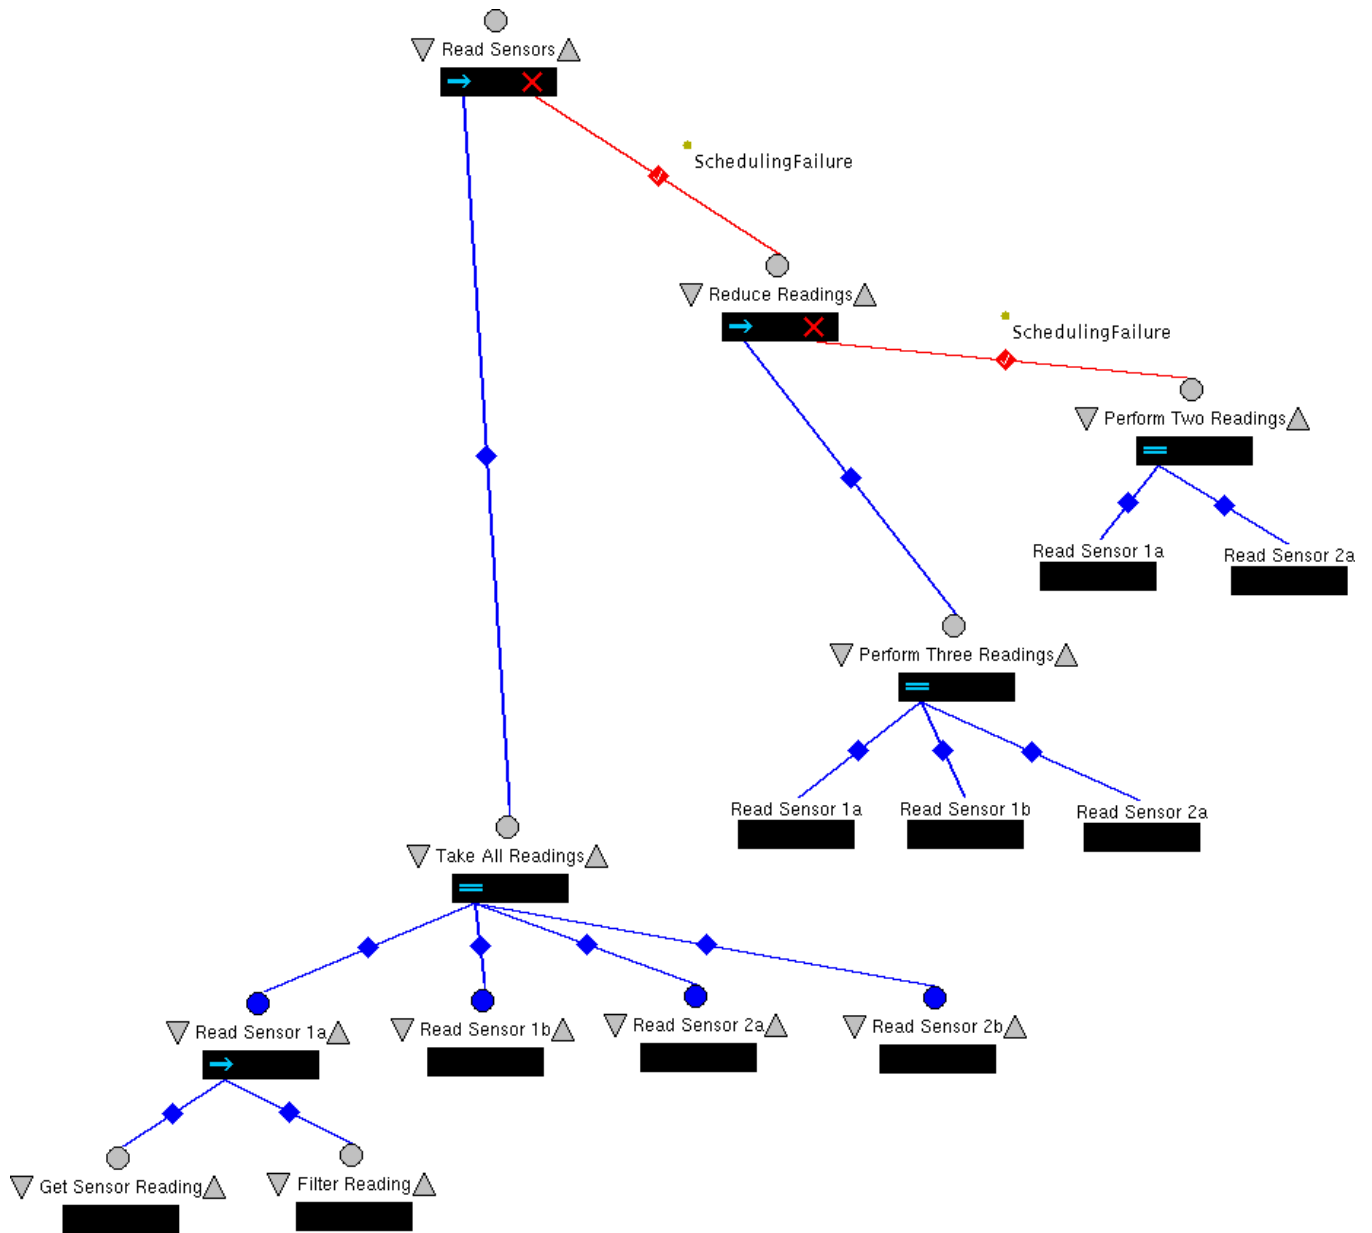 Read Sensors
SchedulingFailure
Reduce Readings
SchedulingFailure
Perform Two Readings
Read Sensor 1a
Read Sensor 2a
Perform Three Readings
Read Sensor 1a
Read Sensor 1b
Read Sensor 2a
Take All Readings
Read Sensor 1a
Read Sensor 1b
Read Sensor 2a
Read Sensor 2b
Get Sensor Reading
Filter Reading